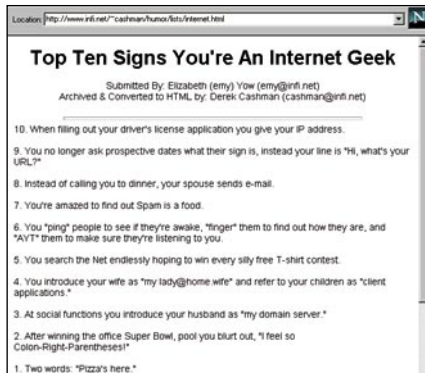 Location: http://www.infi.net/~cashman/humor/lists/internet.html
N
Top Ten Signs You're An Internet Geek
Submitted By: Elizabeth (emy) Yow (emy@infi.net)
Archived & Converted to HTML by: Derek Cashman (cashman@infi.net)
10. When filling out your driver's license application you give your IP address.
9. You no longer ask prospective dates what their sign is, instead your line is "Hi, what's your
URL?"
8. Instead of calling you to dinner, your spouse sends e-mail.
7. You're amazed to find out Spam is a food.
6. You "ping" people to see if they're awake, "finger" them to find out how they are, and
"AYT" them to make sure they're listening to you.
5. You search the Net endlessly hoping to win every silly free T-shirt contest.
4. You introduce your wife as "my lady@home.wife" and refer to your children as "client
applications."
3. At social functions you introduce your husband as "my domain server."
2. After winning the office Super Bowl, pool you blurt out, "I feel so
Colon-Right-Parentheses!"
1. Two words: "Pizza's here."